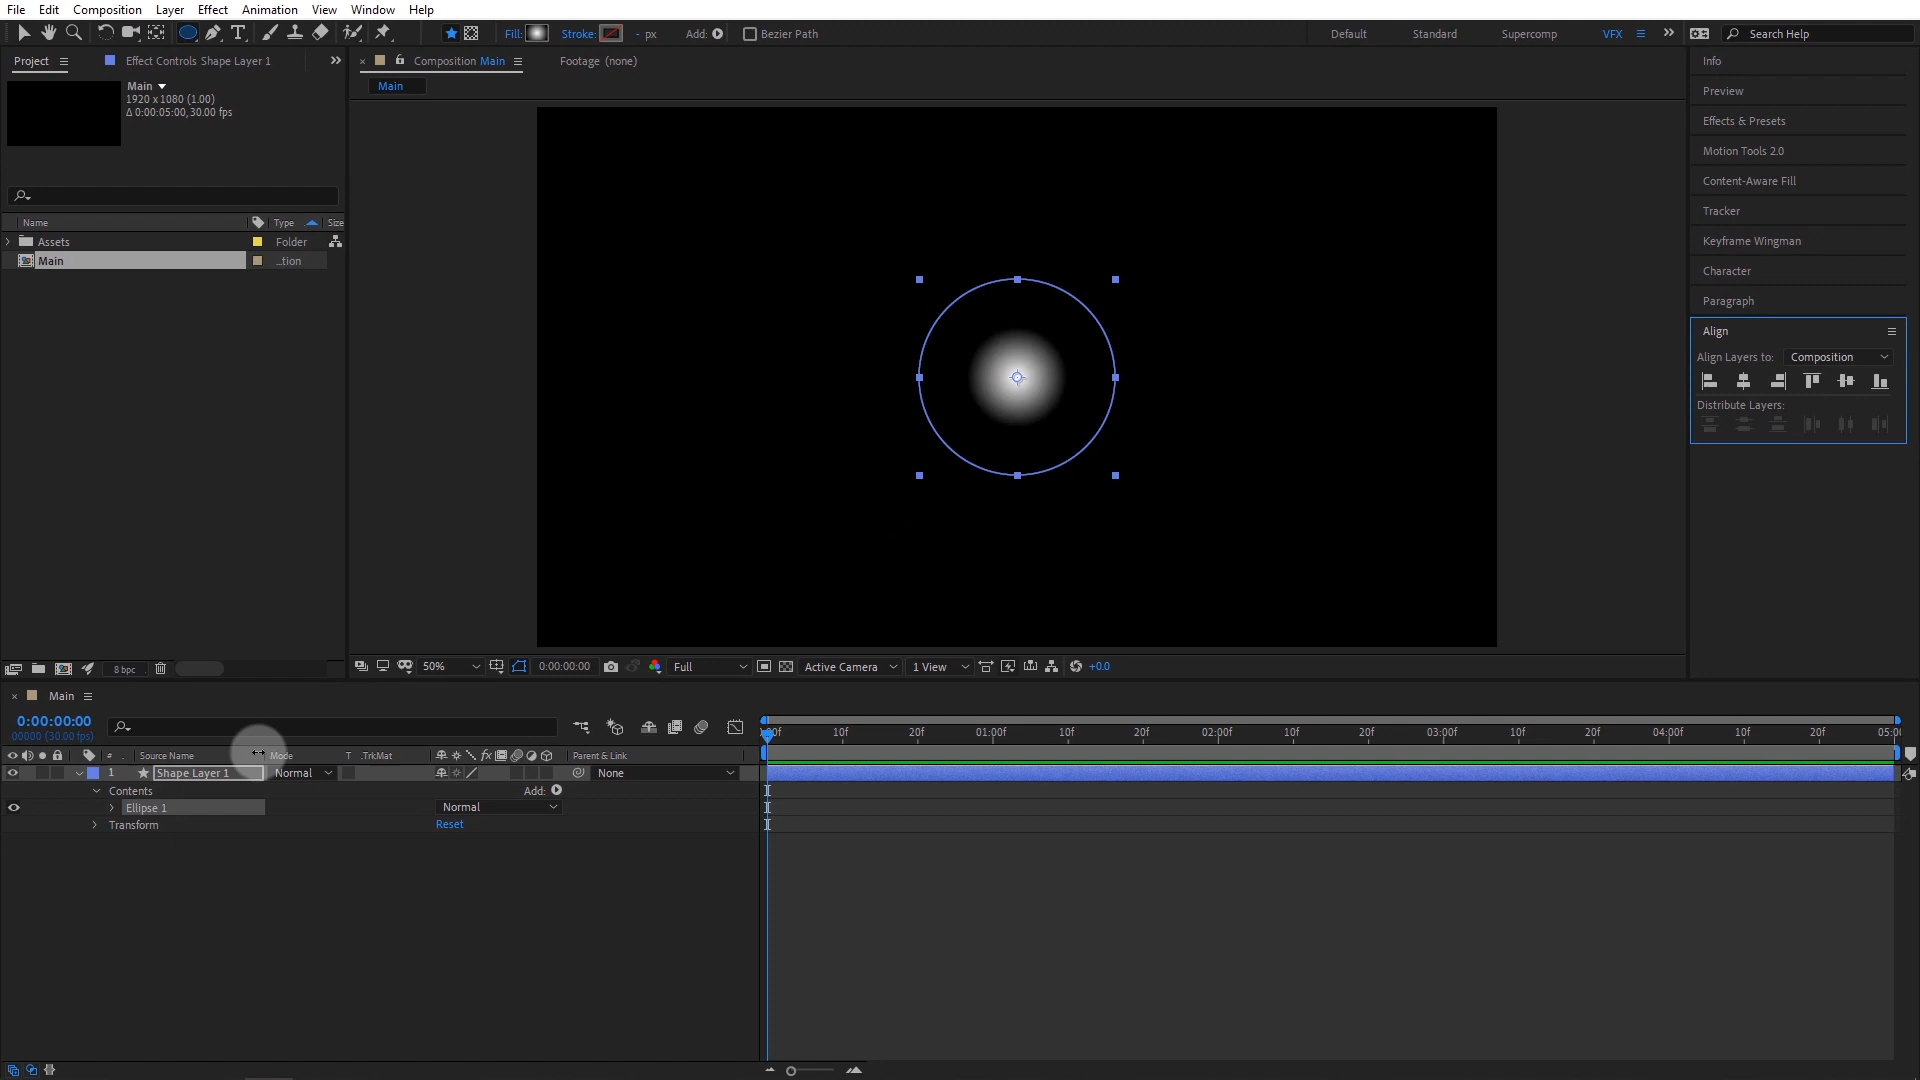 File Edit Composition Layer Effect Animation View Window Help
Fill: Stroke: - px Add: Bezier Path Default Standard Supercomp VFX Search Help
Project Effect Controls Shape Layer 1 Composition Main Footage (none) Info
Main Main
1920 x 1080 (1.00)
Δ 0:00:05:00, 30.00 fps
Preview
Effects & Presets
Motion Tools 2.0
Content-Aware Fill
Tracker
Keyframe Wingman
Character
Paragraph
Align
Align Layers to: Composition
Distribute Layers:
Name Type Size
Assets Folder
Main ...tion
8 bpc 50% 0:00:00:00 Full Active Camera 1 View +0.0
Main
0:00:00:00
00000 (30.00 fps)
:00f 10f 20f 01:00f 10f 20f 02:00f 10f 20f 03:00f 10f 20f 04:00f 10f 20f 05:00
# . Source Name Mode T .TrkMat fx Parent & Link
1 Shape Layer 1 Normal None
Contents Add:
Ellipse 1 Normal
Transform Reset